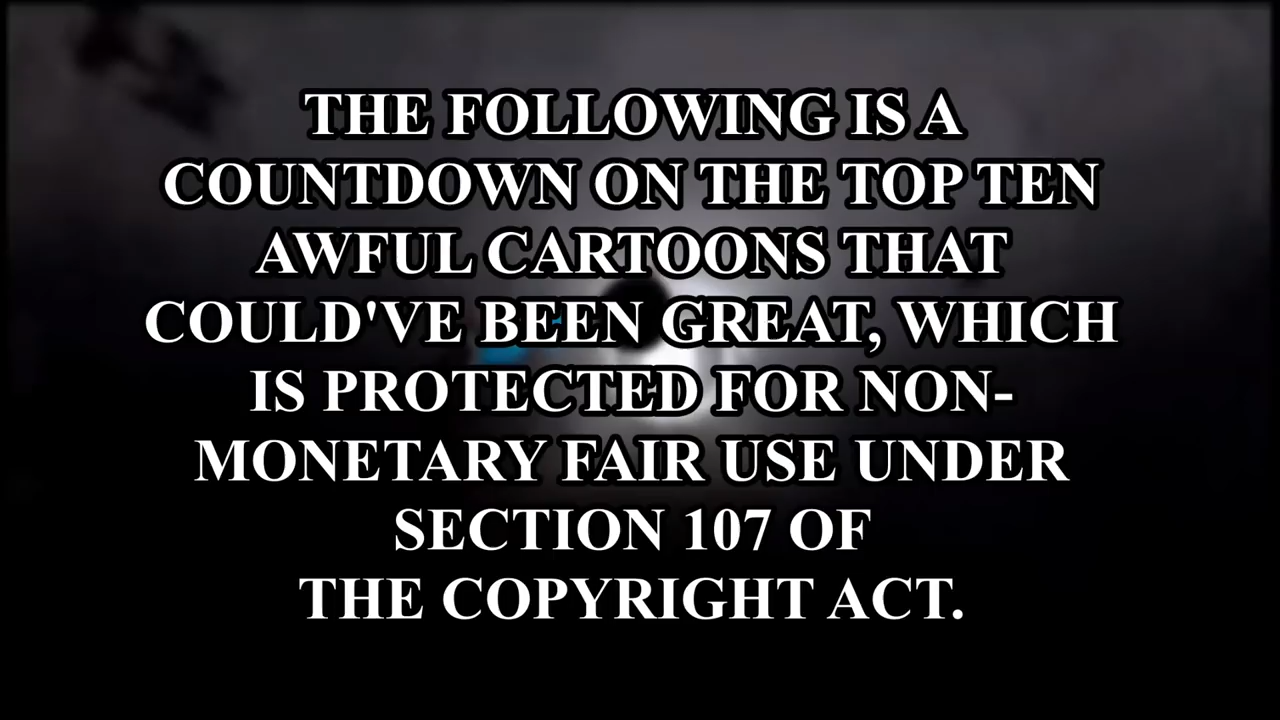 THE FOLLOWING IS A
COUNTDOWN ON THE TOP TEN
AWFUL CARTOONS THAT
COULD'VE BEEN GREAT, WHICH
IS PROTECTED FOR NON-
MONETARY FAIR USE UNDER
SECTION 107 OF
THE COPYRIGHT ACT.